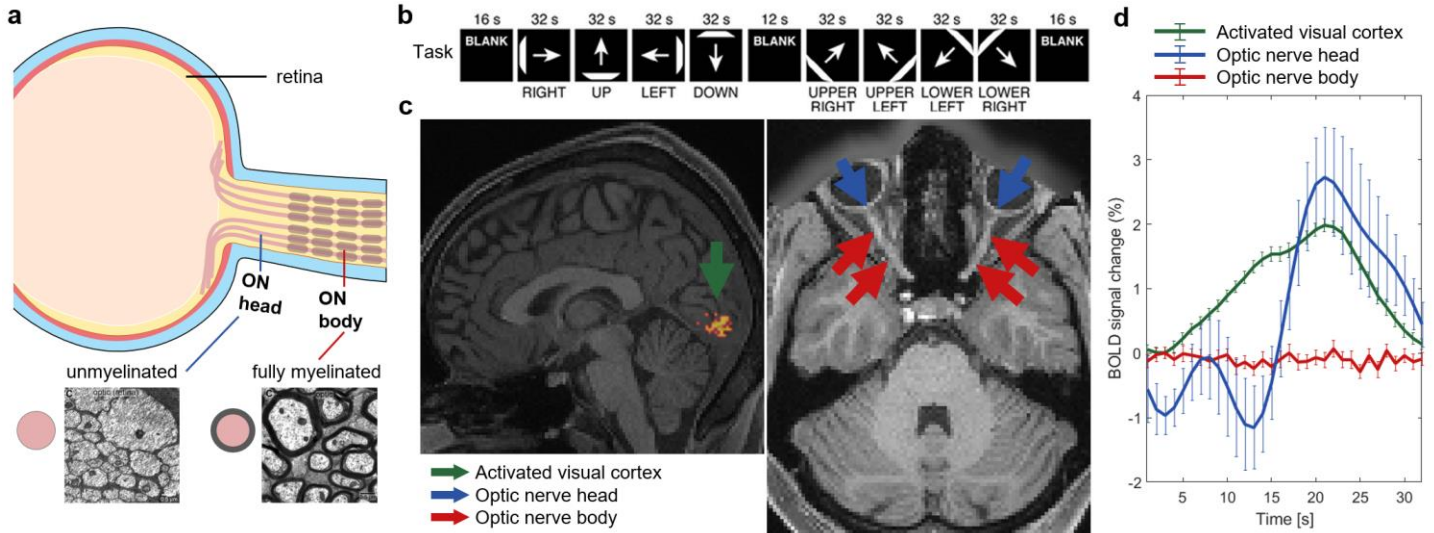 a
retina
ON
head
ON
body
unmyelinated
fully myelinated
b
16 s 32 s 32 s 32 s 32 s 12 s 32 s 32 s 32 s 32 s 16 s
Task
BLANK BLANK BLANK
RIGHT UP LEFT DOWN UPPER RIGHT UPPER LEFT LOWER LEFT LOWER RIGHT
c
Activated visual cortex
Optic nerve head
Optic nerve body
d
Activated visual cortex
Optic nerve head
Optic nerve body
BOLD signal change (%)
4
3
2
1
0
-1
-2
5 10 15 20 25 30
Time [s]